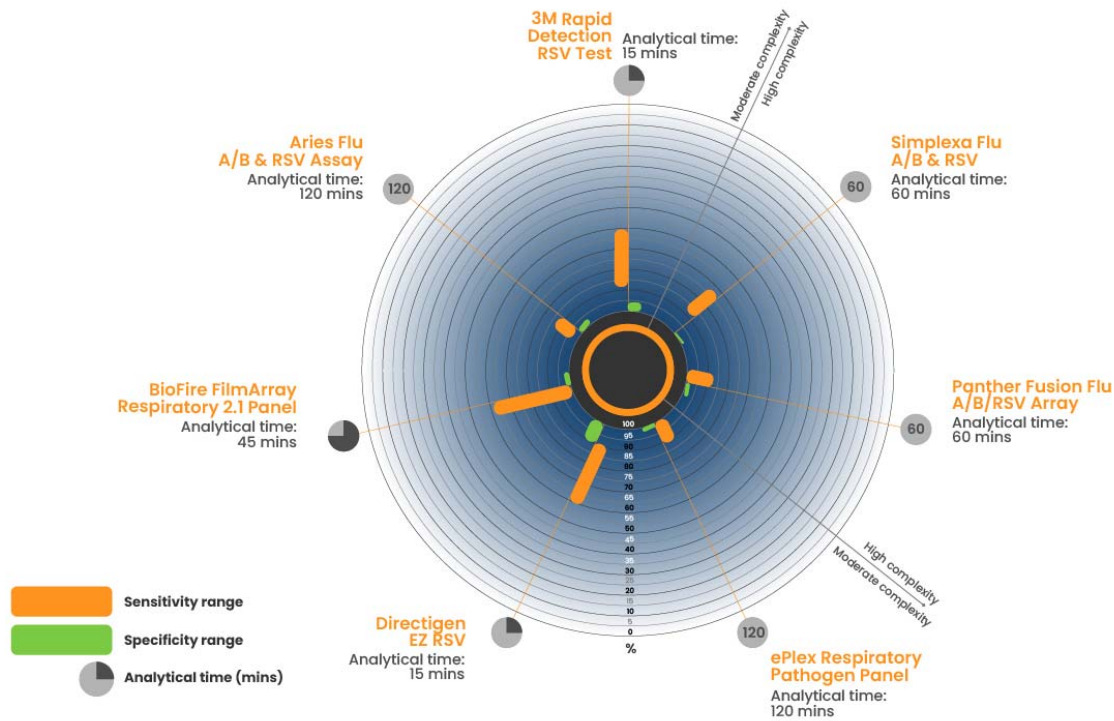 3M Rapid
Detection
RSV Test
Analytical time:
15 mins
Moderate complexity
High complexity
Aries Flu
A/B & RSV Assay
Analytical time:
120 mins
120
Simplexa Flu
A/B & RSV
Analytical time:
60 mins
60
BioFire FilmArray
Respiratory 2.1 Panel
Analytical time:
45 mins
Panther Fusion Flu
A/B/RSV Array
Analytical time:
60 mins
60
100
95
90
85
80
75
70
65
60
55
50
45
40
35
30
25
20
15
10
5
0
%
High complexity
Moderate complexity
Directigen
EZ RSV
Analytical time:
15 mins
120
ePlex Respiratory
Pathogen Panel
Analytical time:
120 mins
Sensitivity range
Specificity range
Analytical time (mins)